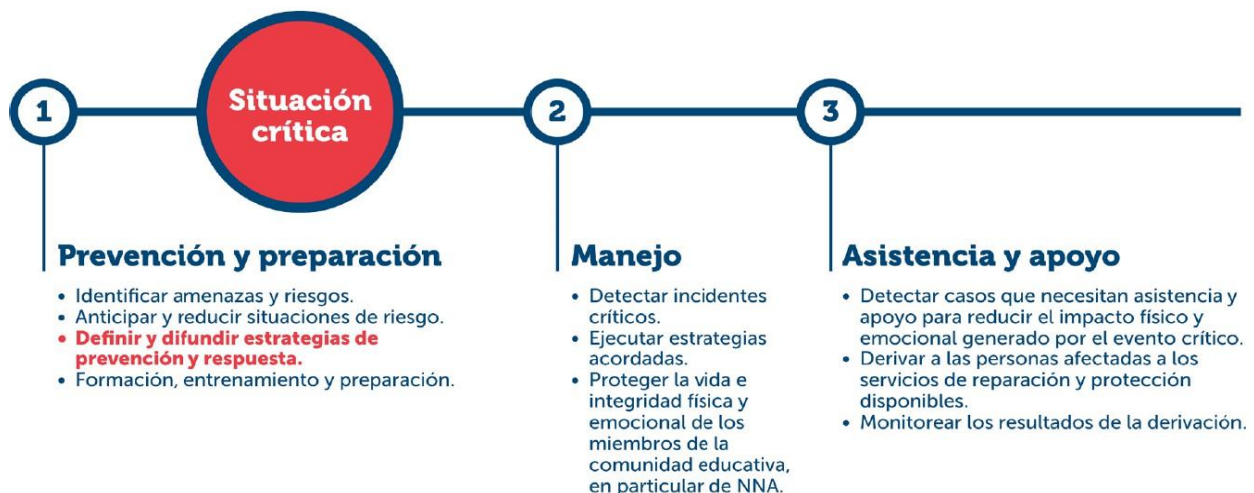 1
Situación
crítica
2
3
Prevención y preparación
• Identificar amenazas y riesgos.
• Anticipar y reducir situaciones de riesgo.
• Definir y difundir estrategias de
prevención y respuesta.
• Formación, entrenamiento y preparación.
Manejo
• Detectar incidentes
críticos.
• Ejecutar estrategias
acordadas.
• Proteger la vida e
integridad física y
emocional de los
miembros de la
comunidad educativa,
en particular de NNA.
Asistencia y apoyo
• Detectar casos que necesitan asistencia y
apoyo para reducir el impacto físico y
emocional generado por el evento crítico.
• Derivar a las personas afectadas a los
servicios de reparación y protección
disponibles.
• Monitorear los resultados de la derivación.